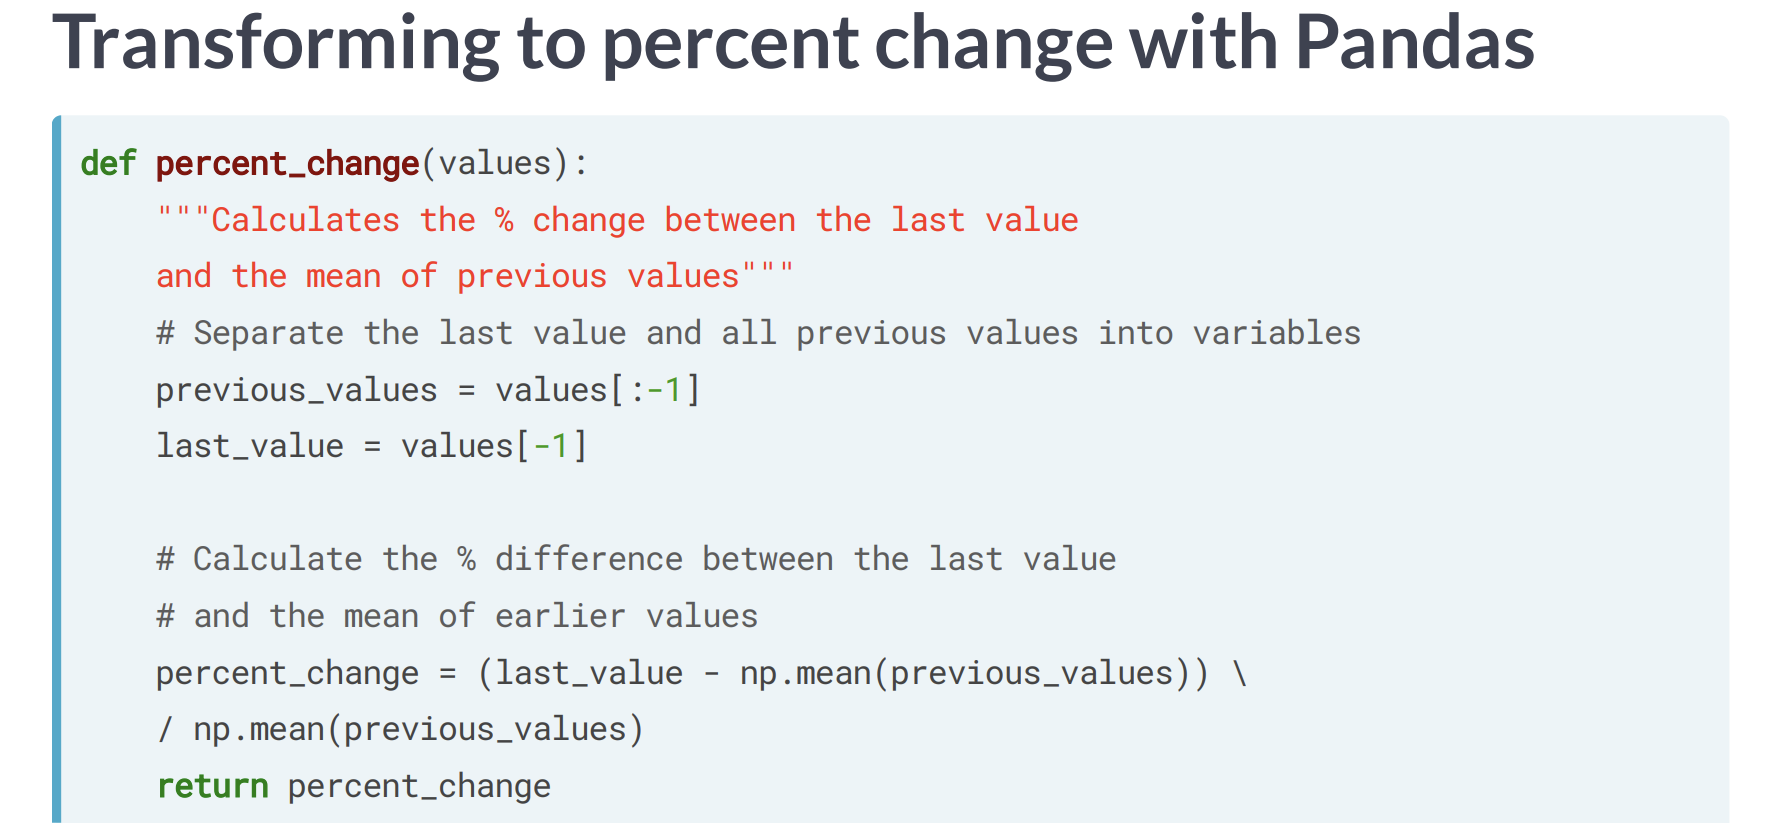 Transforming to percent change with Pandas
def percent_change(values):
    """Calculates the % change between the last value
    and the mean of previous values"""
    # Separate the last value and all previous values into variables
    previous_values = values[:-1]
    last_value = values[-1]

    # Calculate the % difference between the last value
    # and the mean of earlier values
    percent_change = (last_value - np.mean(previous_values)) \
    / np.mean(previous_values)
    return percent_change